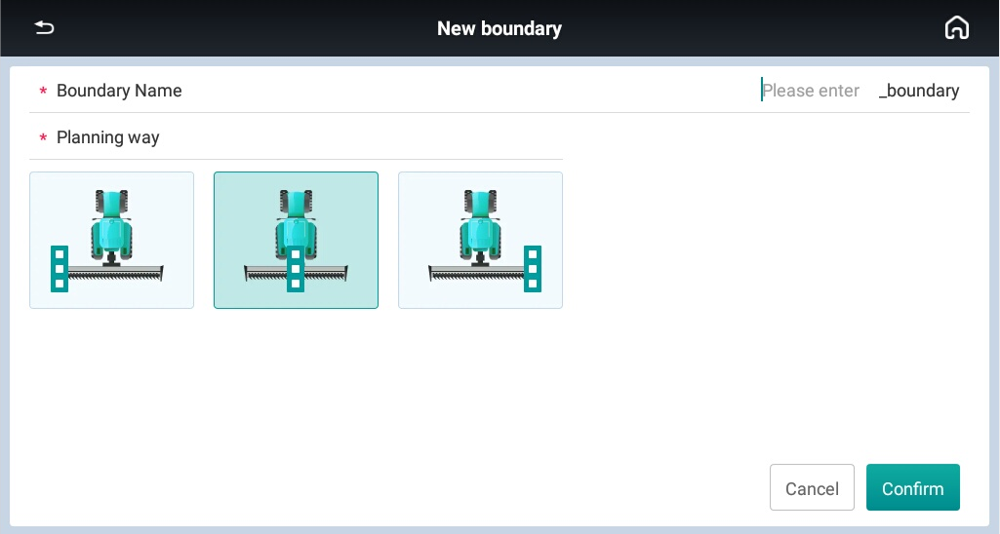 New boundary
* Boundary Name Please enter _boundary
* Planning way
Cancel Confirm